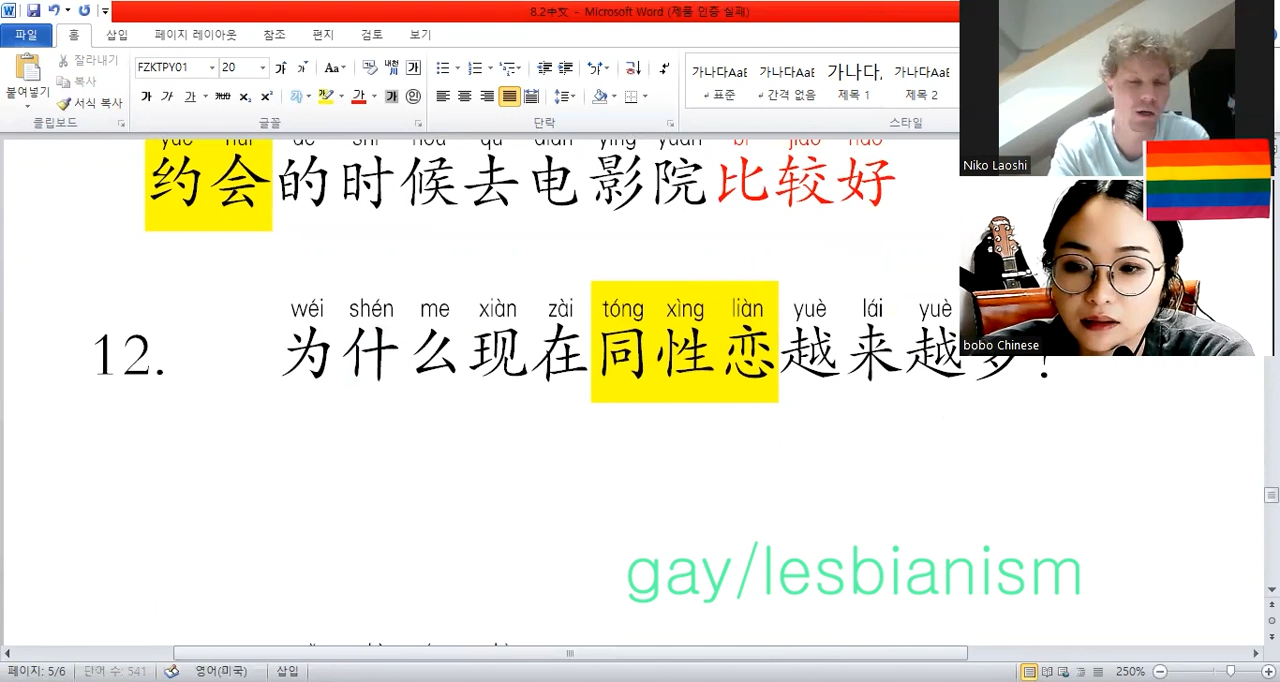 8.2中文 - Microsoft Word (제품 인증 실패)
파일 홈 삽입 페이지 레이아웃 참조 편지 검토 보기
붙여넣기
잘라내기
복사
서식 복사
클립보드
FZKTPY01 20
글꼴
단락
가나다AaB 가나다AaB 가나다, 가나다AaB
표준 간격 없음 제목 1 제목 2
스타일
Niko Laoshi
bobo Chinese
约会的时候去电影院比较好
wéi shén me xiàn zài tóng xìng liàn yuè lái yuè
12. 为什么现在同性恋越来越多?
gay/lesbianism
페이지: 5/6 단어 수: 541 영어(미국) 삽입 250%